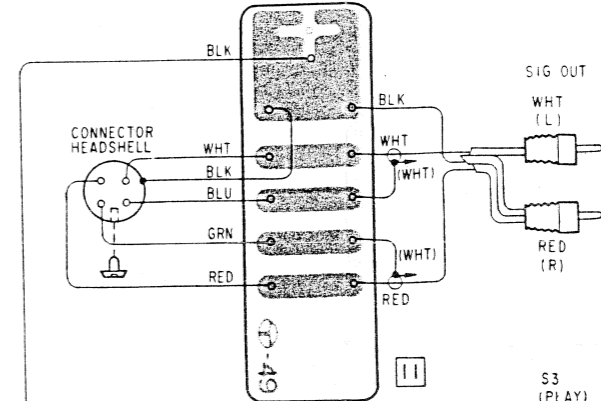 BLK
SIG OUT
BLK
WHT
(L)
CONNECTOR
HEADSHELL
WHT
WHT
BLK
(WHT)
BLU
GRN
(WHT)
RED
(R)
RED
RED
-49
11
S3
(PLAY)